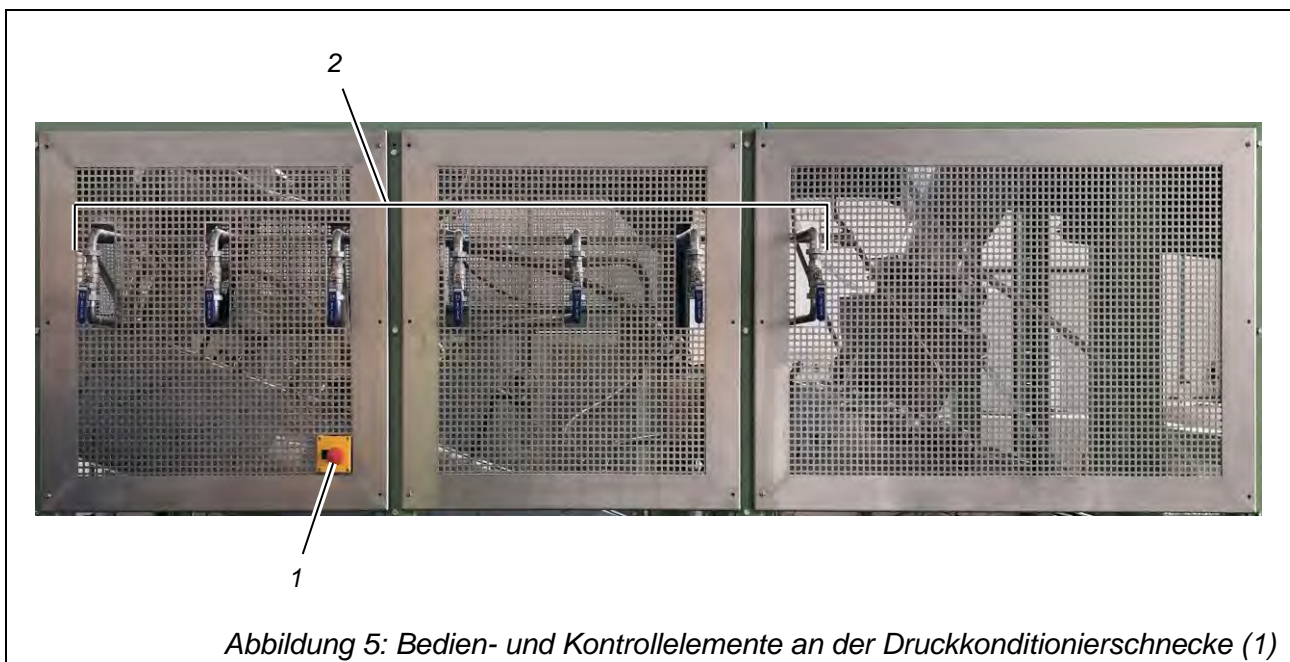 2
1
Abbildung 5: Bedien- und Kontrollelemente an der Druckkonditionierschnecke (1)